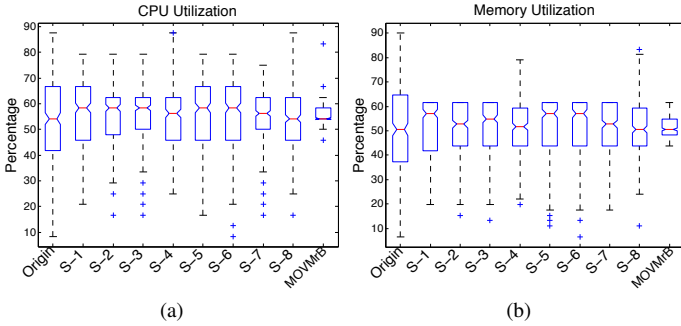 CPU Utilization
Percentage
90
80
70
60
50
40
30
20
10
Origin
S-1
S-2
S-3
S-4
S-5
S-6
S-7
S-8
MOVMrB
(a)
Memory Utilization
Percentage
90
80
70
60
50
40
30
20
10
Origin
S-1
S-2
S-3
S-4
S-5
S-6
S-7
S-8
MOVMrB
(b)